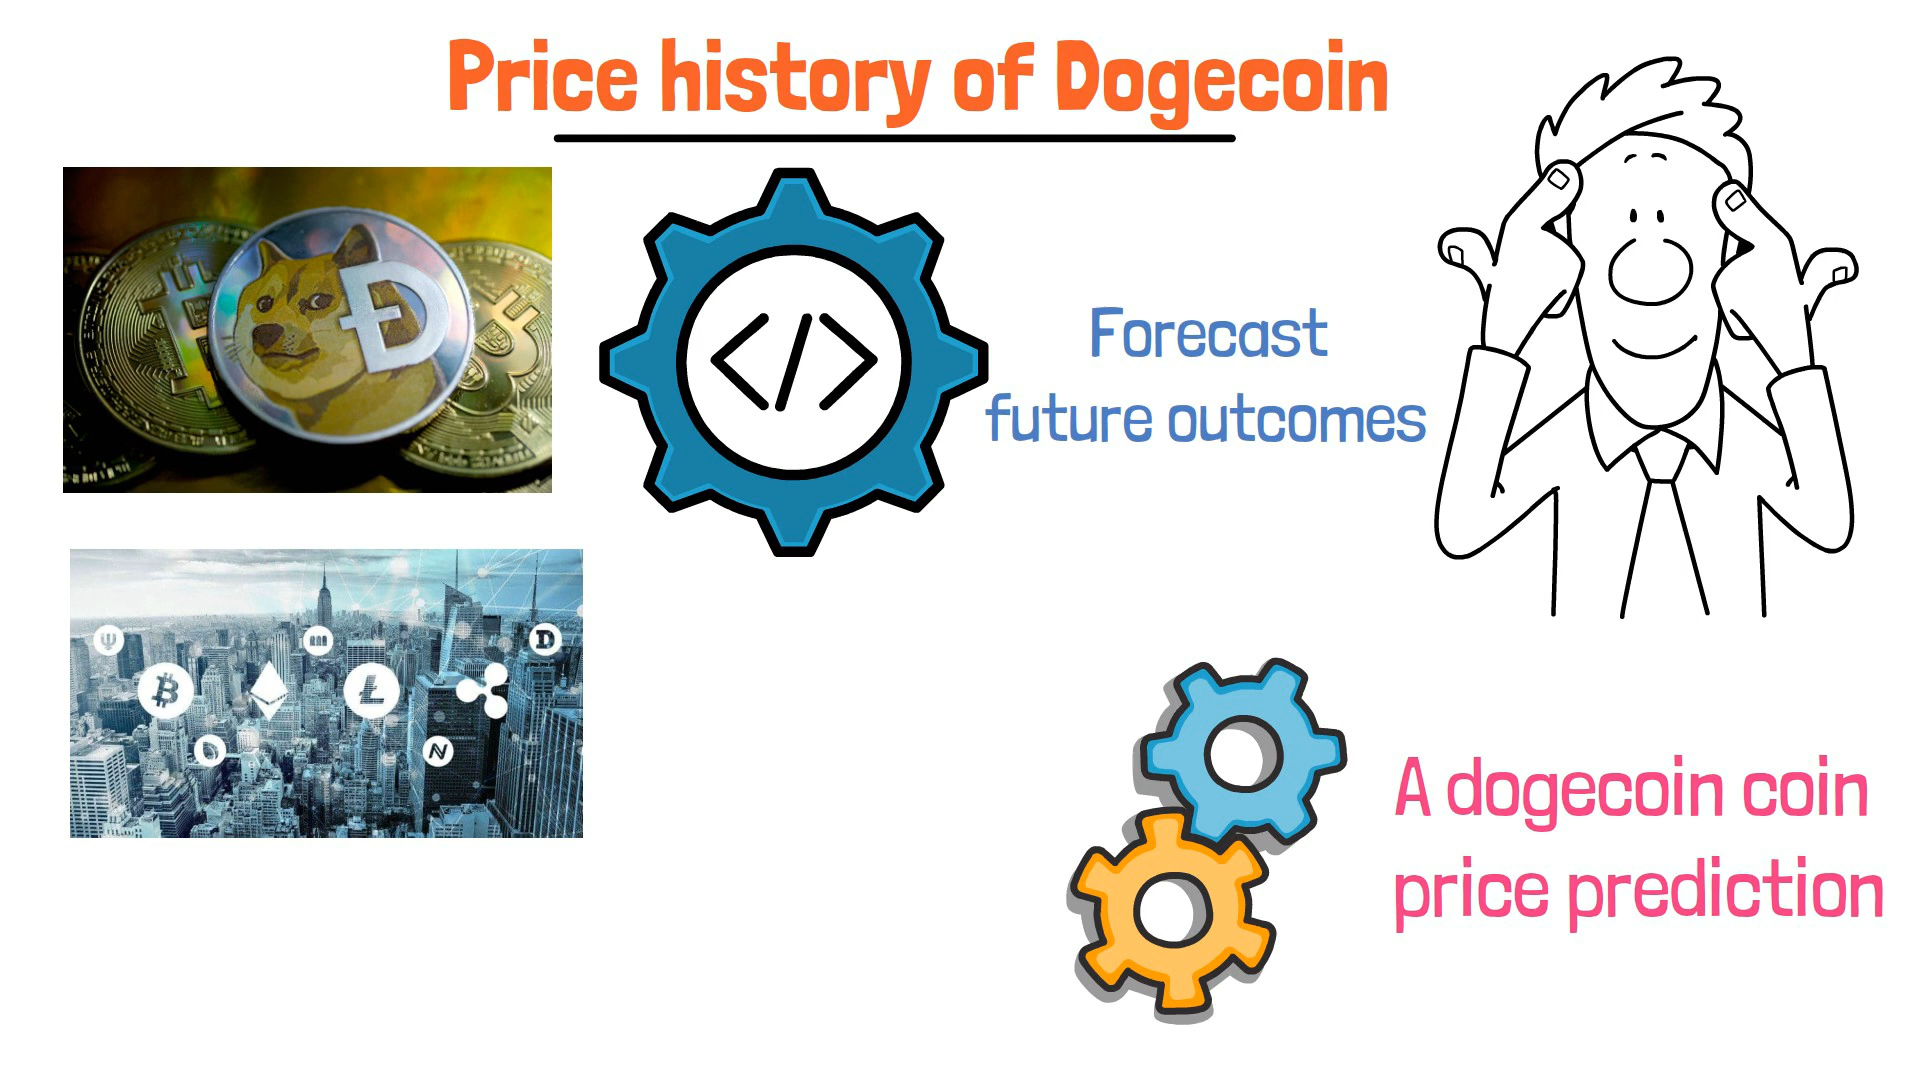 Price history of Dogecoin
</>
Forecast
future outcomes
A dogecoin coin
price prediction